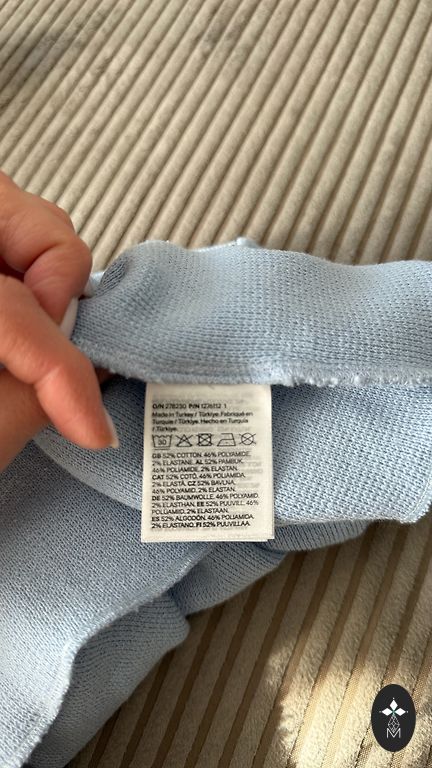 O/N 278230 P/N 1276112 1
Made in Turkey / Türkiye. Fabriqué en
Turquie / Türkiye. Hecho en Turquía
/ Türkiye.
30
GB 52% COTTON, 46% POLYAMIDE,
2% ELASTANE. AL 52% PAMBUK,
46% POLIAMIDE, 2% ELASTAN.
CAT 52% COTÓ, 46% POLIAMIDA,
2% ELASTÀ. CZ 52% BAVLNA,
46% POLYAMID, 2% ELASTAN.
DE 52% BAUMWOLLE, 46% POLYAMID,
2% ELASTHAN. EE 52% PUUVILL, 46%
POLÜAMIID, 2% ELASTAAN.
ES 52% ALGODÓN, 46% POLIAMIDA,
2% ELASTANO. FI 52% PUUVILLAA,
M